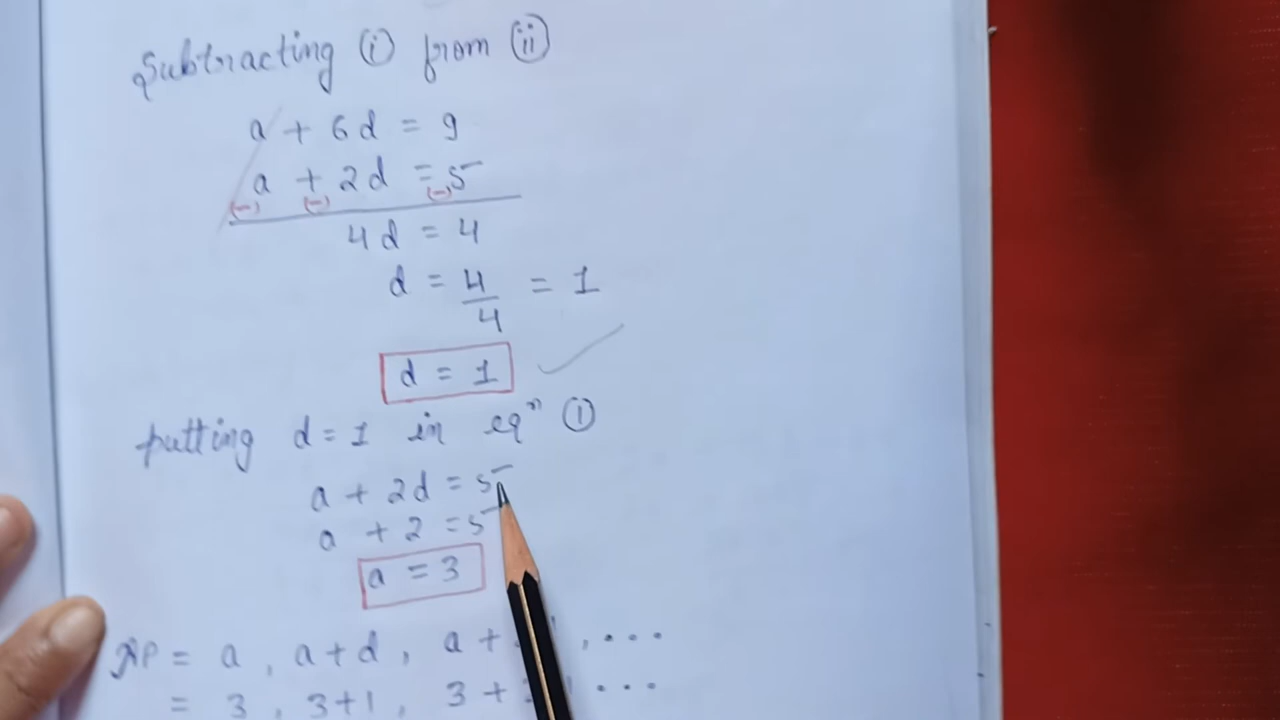 Subtracting (i) from (ii)
a + 6d = 9
a + 2d = 5
(-) (-) (-)
4d = 4
d = 4/4 = 1
d = 1
putting d = 1 in eqⁿ (i)
a + 2d = 5
a + 2 = 5
a = 3
AP = a , a+d , a+ , ....
= 3 , 3+1 , 3+ ...